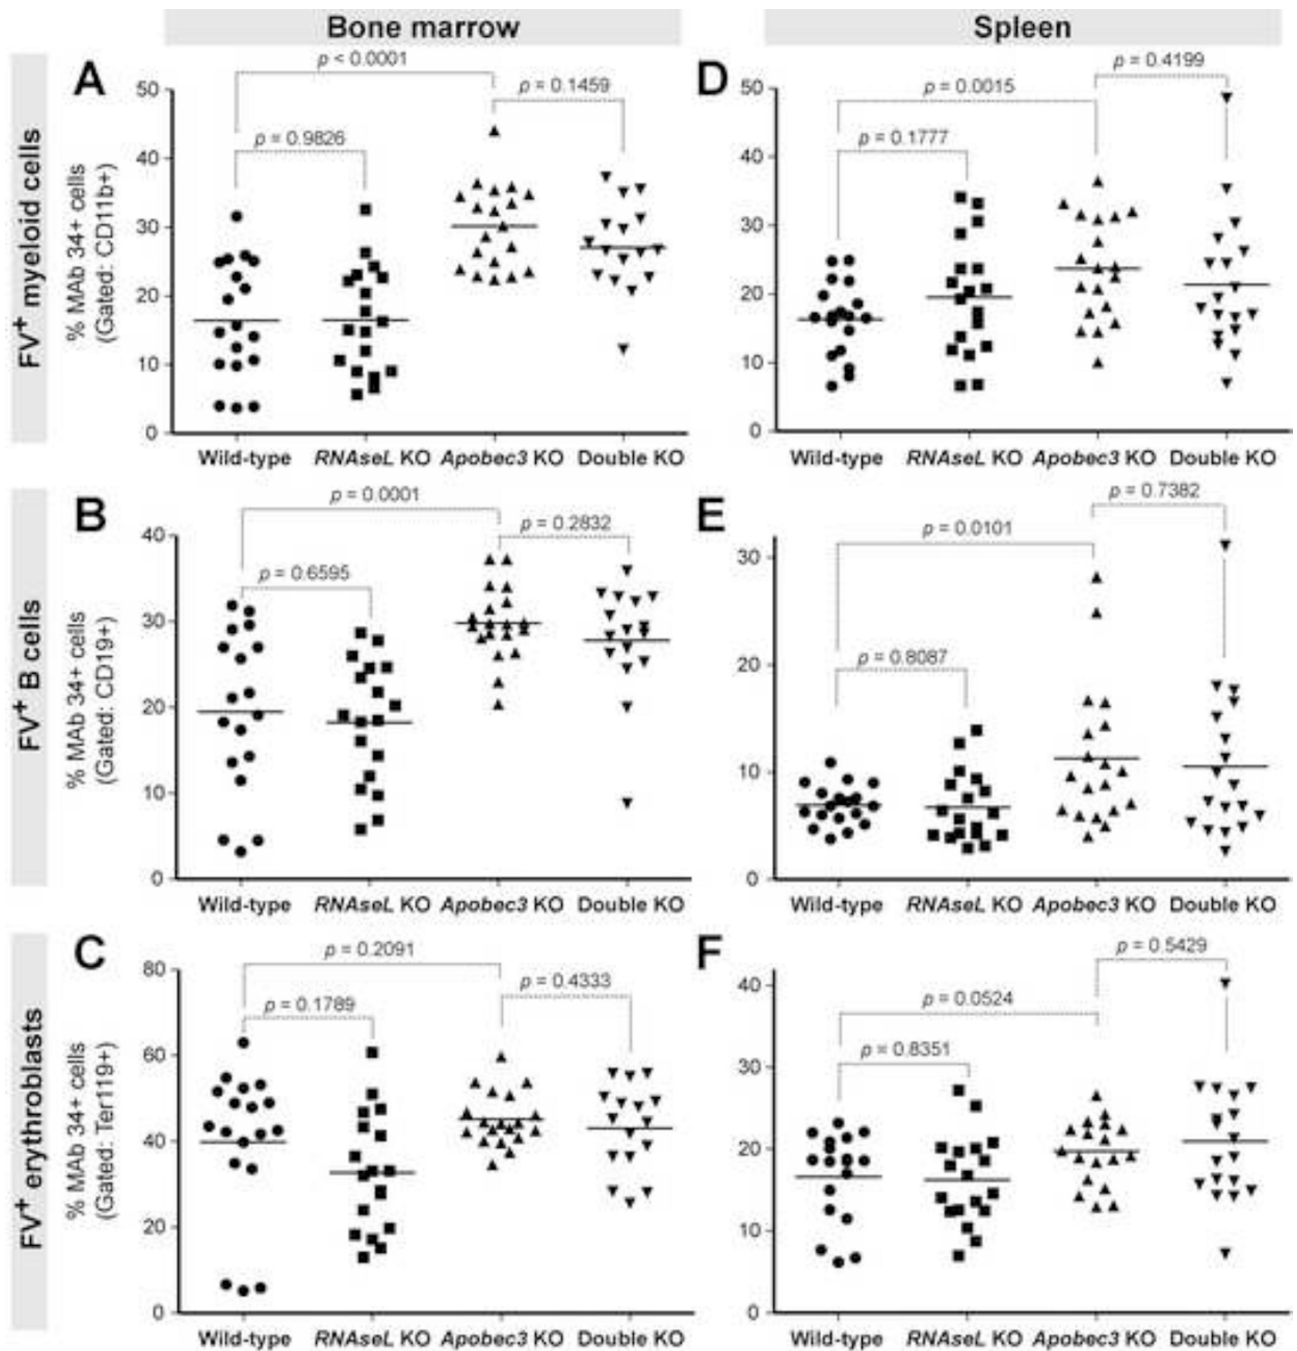 Bone marrow
Spleen
FV+ myeloid cells
FV+ B cells
FV+ erythroblasts
A
% MAb 34+ cells
(Gated: CD11b+)
p < 0.0001
p = 0.1459
p = 0.9826
50
40
30
20
10
0
Wild-type RNAseL KO Apobec3 KO Double KO
D
p = 0.4199
p = 0.0015
p = 0.1777
50
40
30
20
10
0
Wild-type RNAseL KO Apobec3 KO Double KO
B
% MAb 34+ cells
(Gated: CD19+)
p = 0.0001
p = 0.2832
p = 0.6595
40
30
20
10
0
Wild-type RNAseL KO Apobec3 KO Double KO
E
p = 0.7382
p = 0.0101
p = 0.8087
30
20
10
0
Wild-type RNAseL KO Apobec3 KO Double KO
C
% MAb 34+ cells
(Gated: Ter119+)
p = 0.2091
p = 0.4333
p = 0.1789
80
60
40
20
0
Wild-type RNAseL KO Apobec3 KO Double KO
F
p = 0.5429
p = 0.0524
p = 0.8351
40
30
20
10
0
Wild-type RNAseL KO Apobec3 KO Double KO